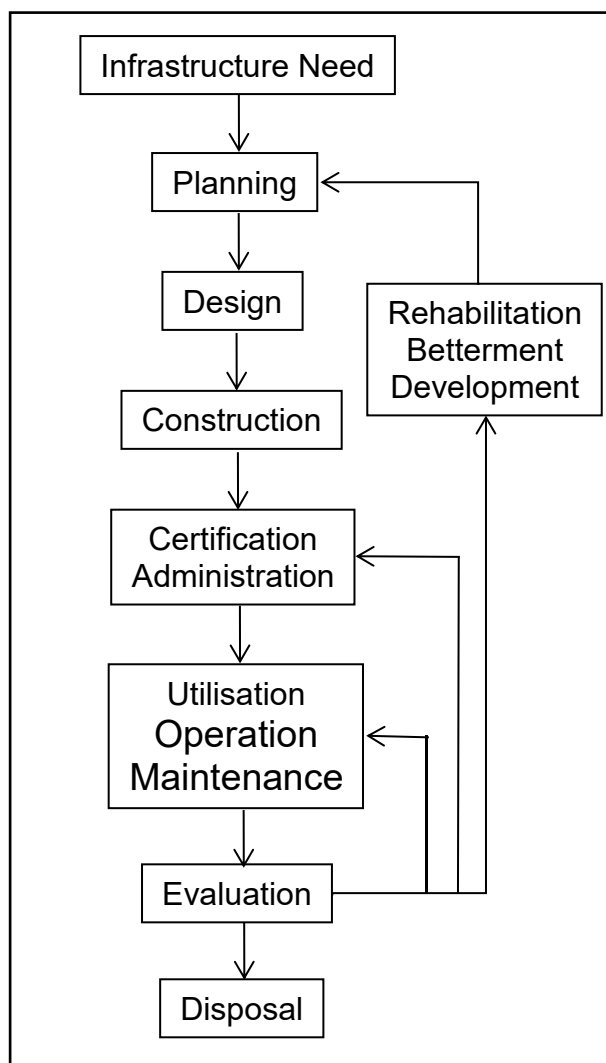 Infrastructure Need
Planning
Design
Rehabilitation
Betterment
Development
Construction
Certification
Administration
Utilisation
Operation
Maintenance
Evaluation
Disposal